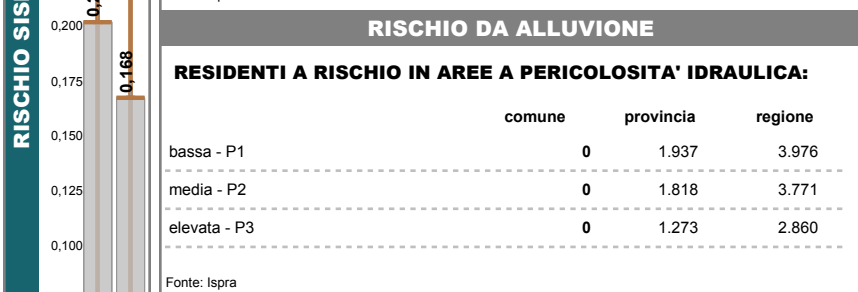 RISCHIO SIS
0,200
0,175
0,150
0,125
0,100
0,168
RISCHIO DA ALLUVIONE
RESIDENTI A RISCHIO IN AREE A PERICOLOSITA' IDRAULICA:
comune provincia regione
bassa - P1 0 1.937 3.976
media - P2 0 1.818 3.771
elevata - P3 0 1.273 2.860
Fonte: Ispra